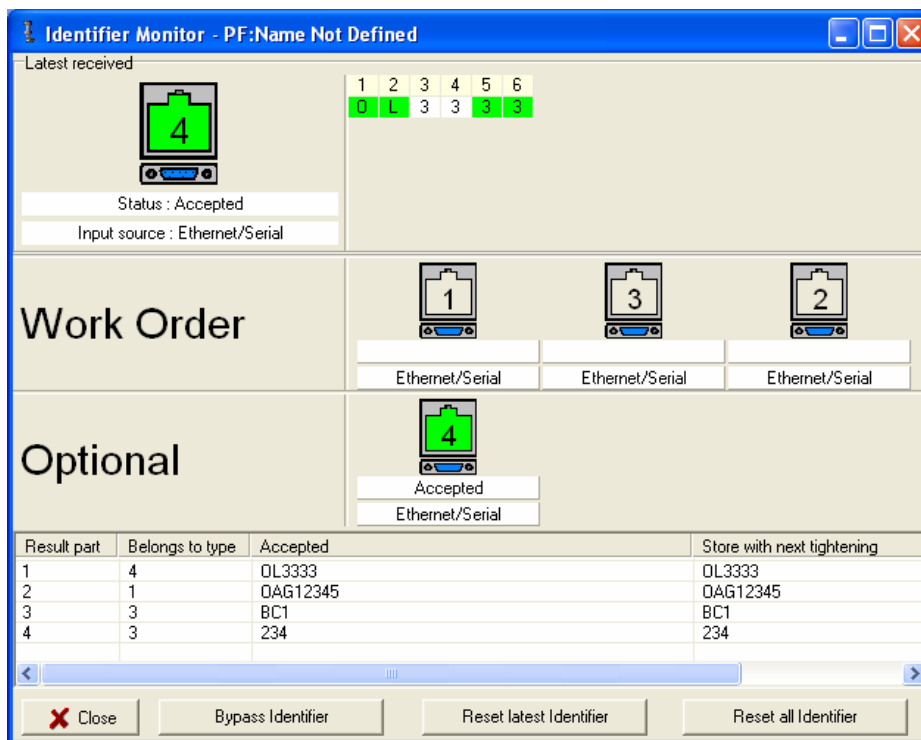 Identifier Monitor - PF:Name Not Defined
Latest received
1 2 3 4 5 6
O L 3 3 3 3
4
Status : Accepted
Input source : Ethernet/Serial
Work Order
1 3 2
Ethernet/Serial Ethernet/Serial Ethernet/Serial
Optional
4
Accepted
Ethernet/Serial
Result part Belongs to type Accepted Store with next tightening
1 4 OL3333 OL3333
2 1 OAG12345 OAG12345
3 3 BC1 BC1
4 3 234 234
Close Bypass Identifier Reset latest Identifier Reset all Identifier